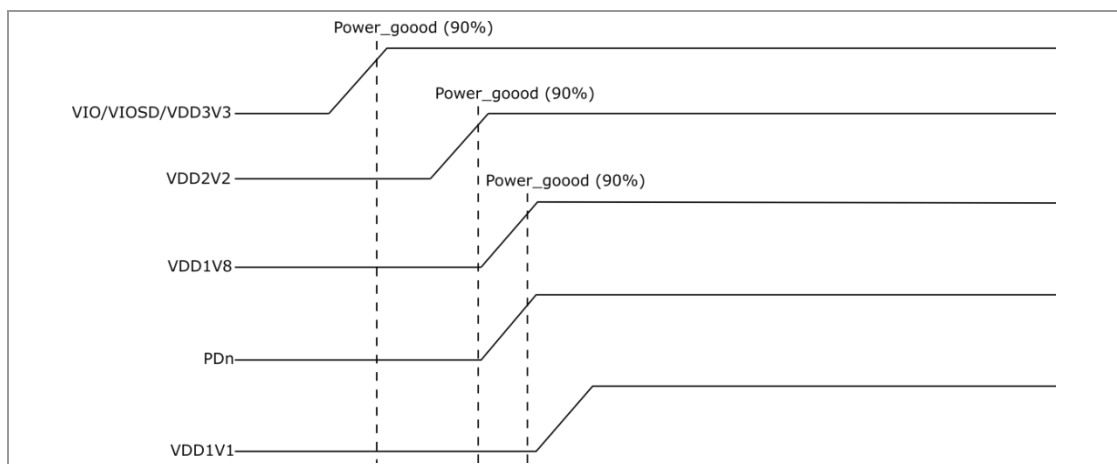 Power_goood (90%)
VIO/VIOSD/VDD3V3
Power_goood (90%)
VDD2V2
Power_goood (90%)
VDD1V8
PDn
VDD1V1